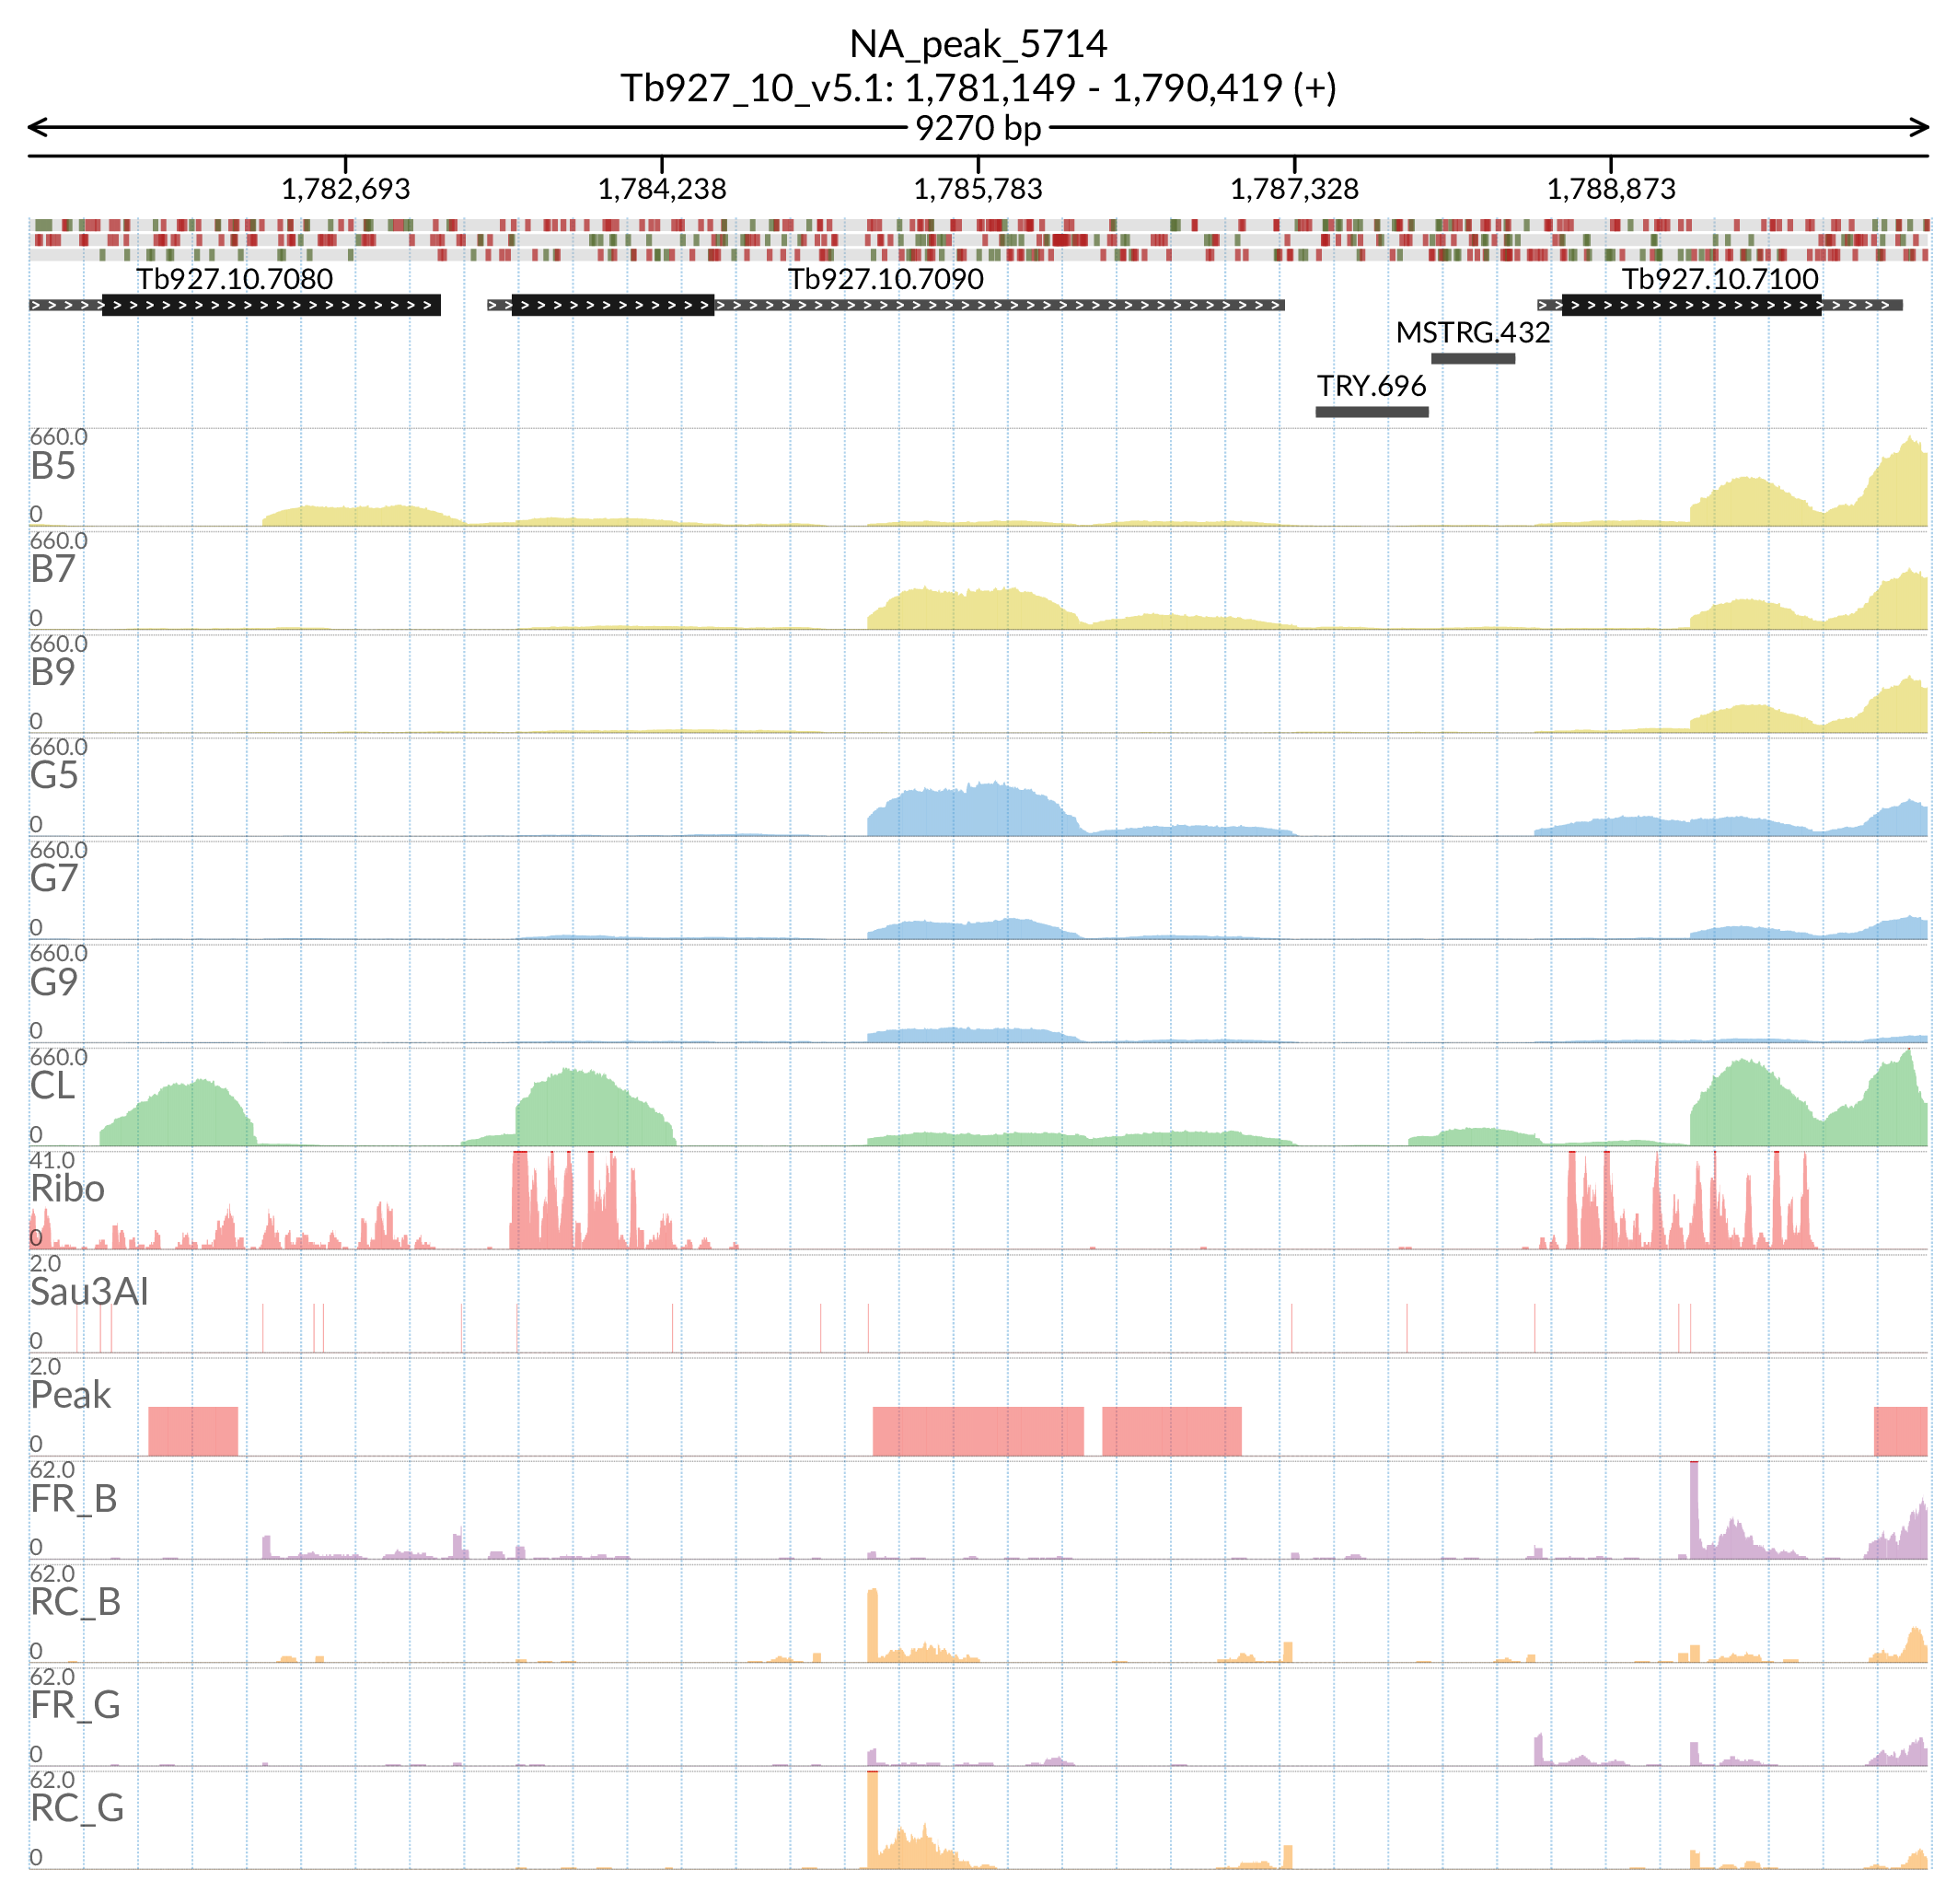 NA_peak_5714
Tb927_10_v5.1: 1,781,149 - 1,790,419 (+)
9270 bp
1,782,693 1,784,238 1,785,783 1,787,328 1,788,873
Tb927.10.7080 Tb927.10.7090 Tb927.10.7100
MSTRG.432
TRY.696
660.0
B5
0
660.0
B7
0
660.0
B9
0
660.0
G5
0
660.0
G7
0
660.0
G9
0
660.0
CL
0
41.0
Ribo
0
2.0
Sau3AI
0
2.0
Peak
0
62.0
FR_B
0
62.0
RC_B
0
62.0
FR_G
0
62.0
RC_G
0